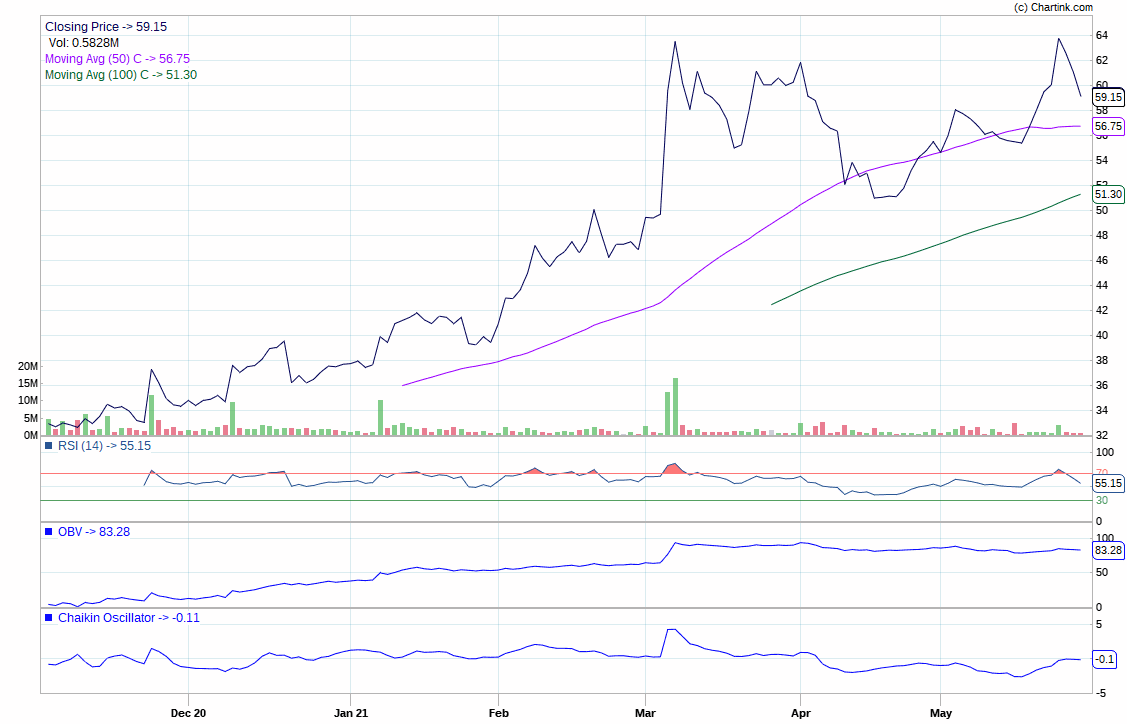 (c) Chartink.com
Closing Price -> 59.15
Vol: 0.5828M
Moving Avg (50) C -> 56.75
Moving Avg (100) C -> 51.30
64
62
60
59.15
58
56.75
56
54
52
51.30
50
48
46
44
42
40
38
36
34
32
20M
15M
10M
5M
0M
RSI (14) -> 55.15
100
70
55.15
30
0
OBV -> 83.28
100
83.28
50
0
Chaikin Oscillator -> -0.11
5
-0.1
-5
Dec 20 Jan 21 Feb Mar Apr May